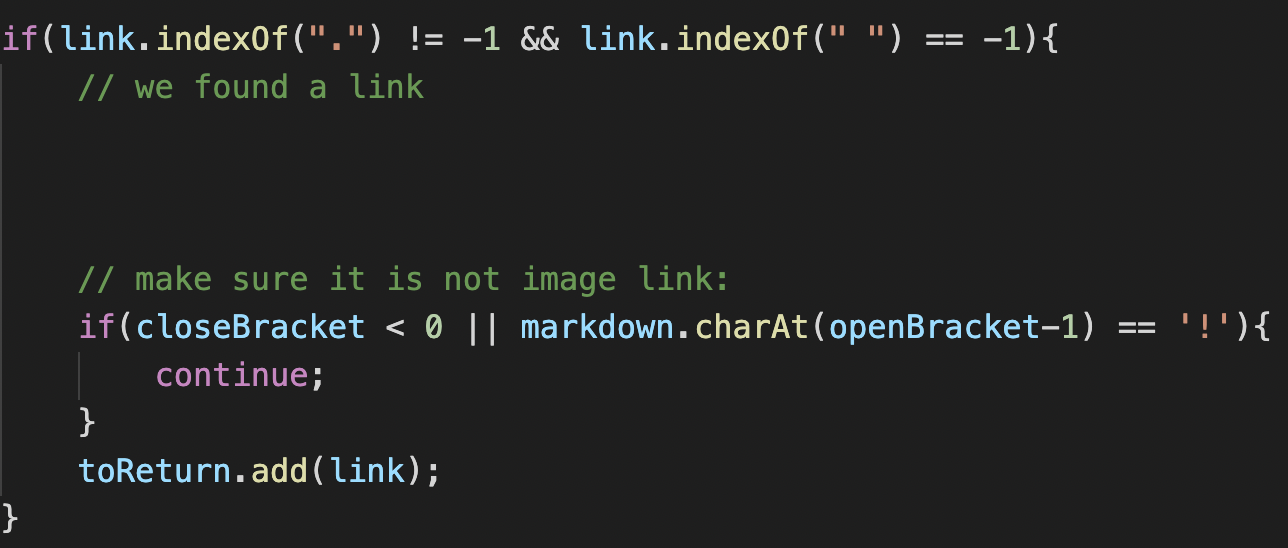 if(link.indexOf(".") != -1 && link.indexOf(" ") == -1){
    // we found a link
    // make sure it is not image link:
    if(closeBracket < 0 || markdown.charAt(openBracket-1) == '!'){
        continue;
    }
    toReturn.add(link);
}